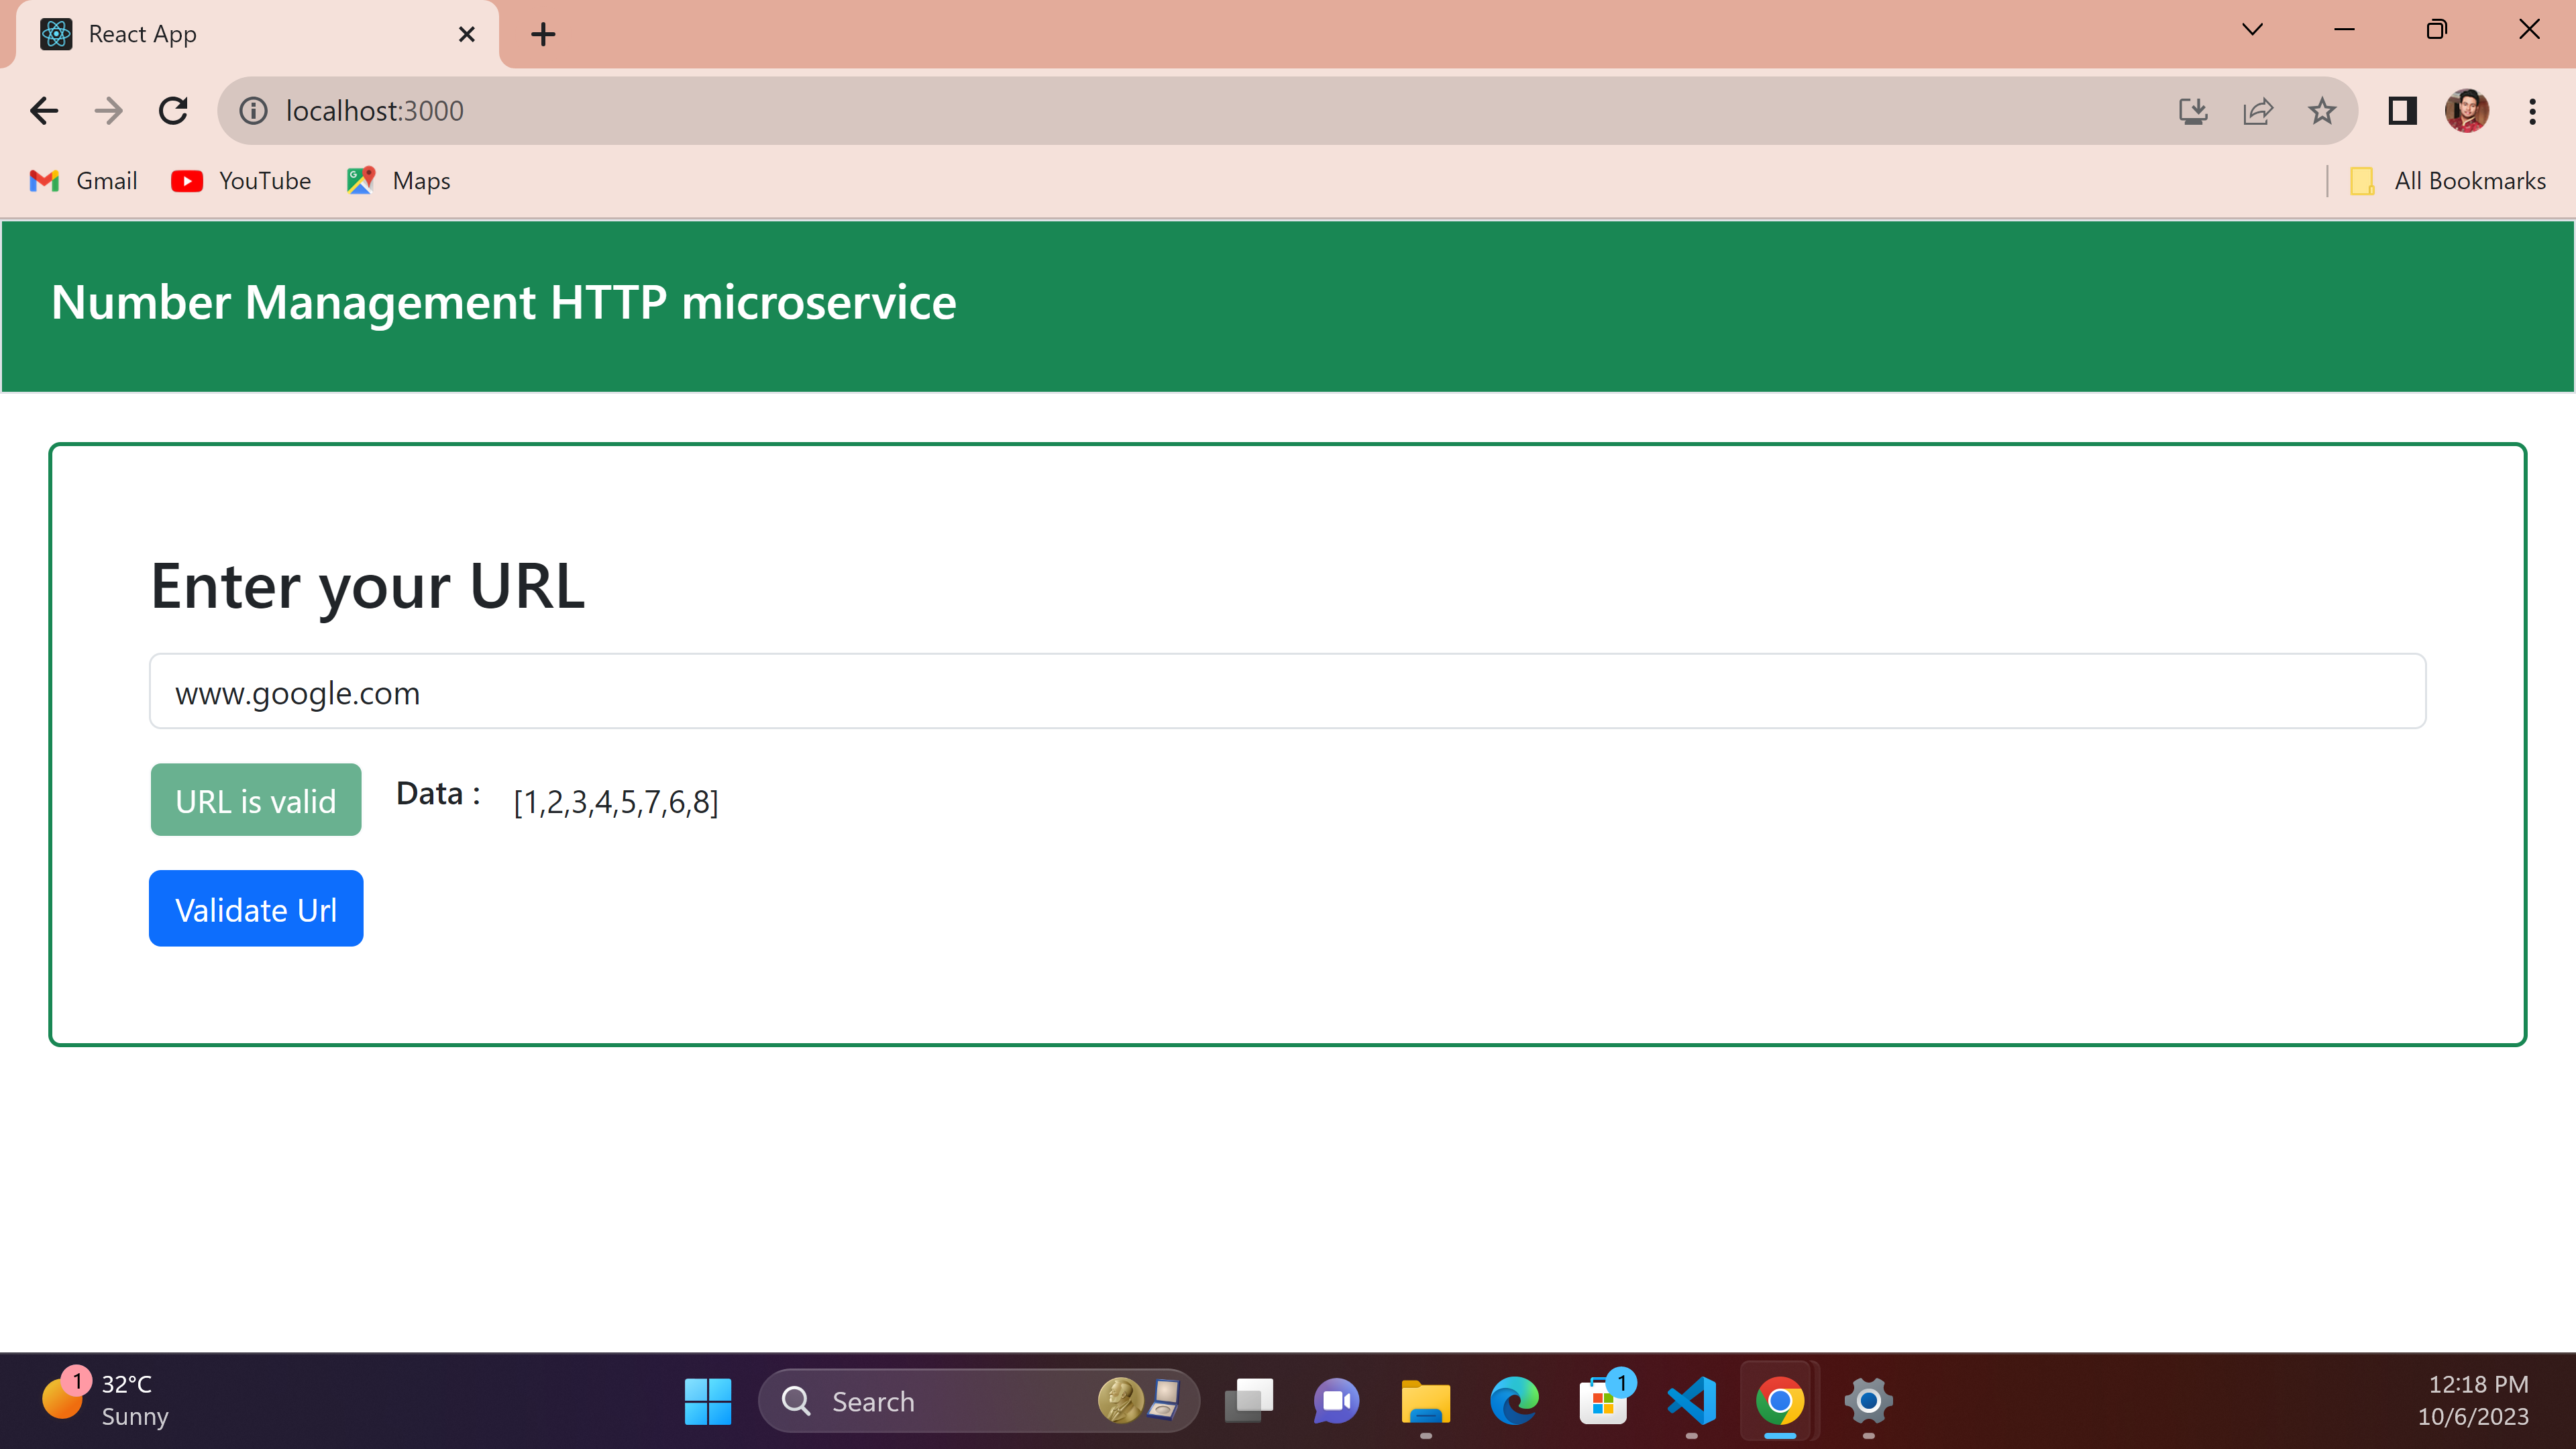 React App
localhost:3000
Gmail YouTube Maps All Bookmarks
Number Management HTTP microservice
Enter your URL
www.google.com
URL is valid Data : [1,2,3,4,5,7,6,8]
Validate Url
1 32°C
Sunny
Search
1
12:18 PM
10/6/2023